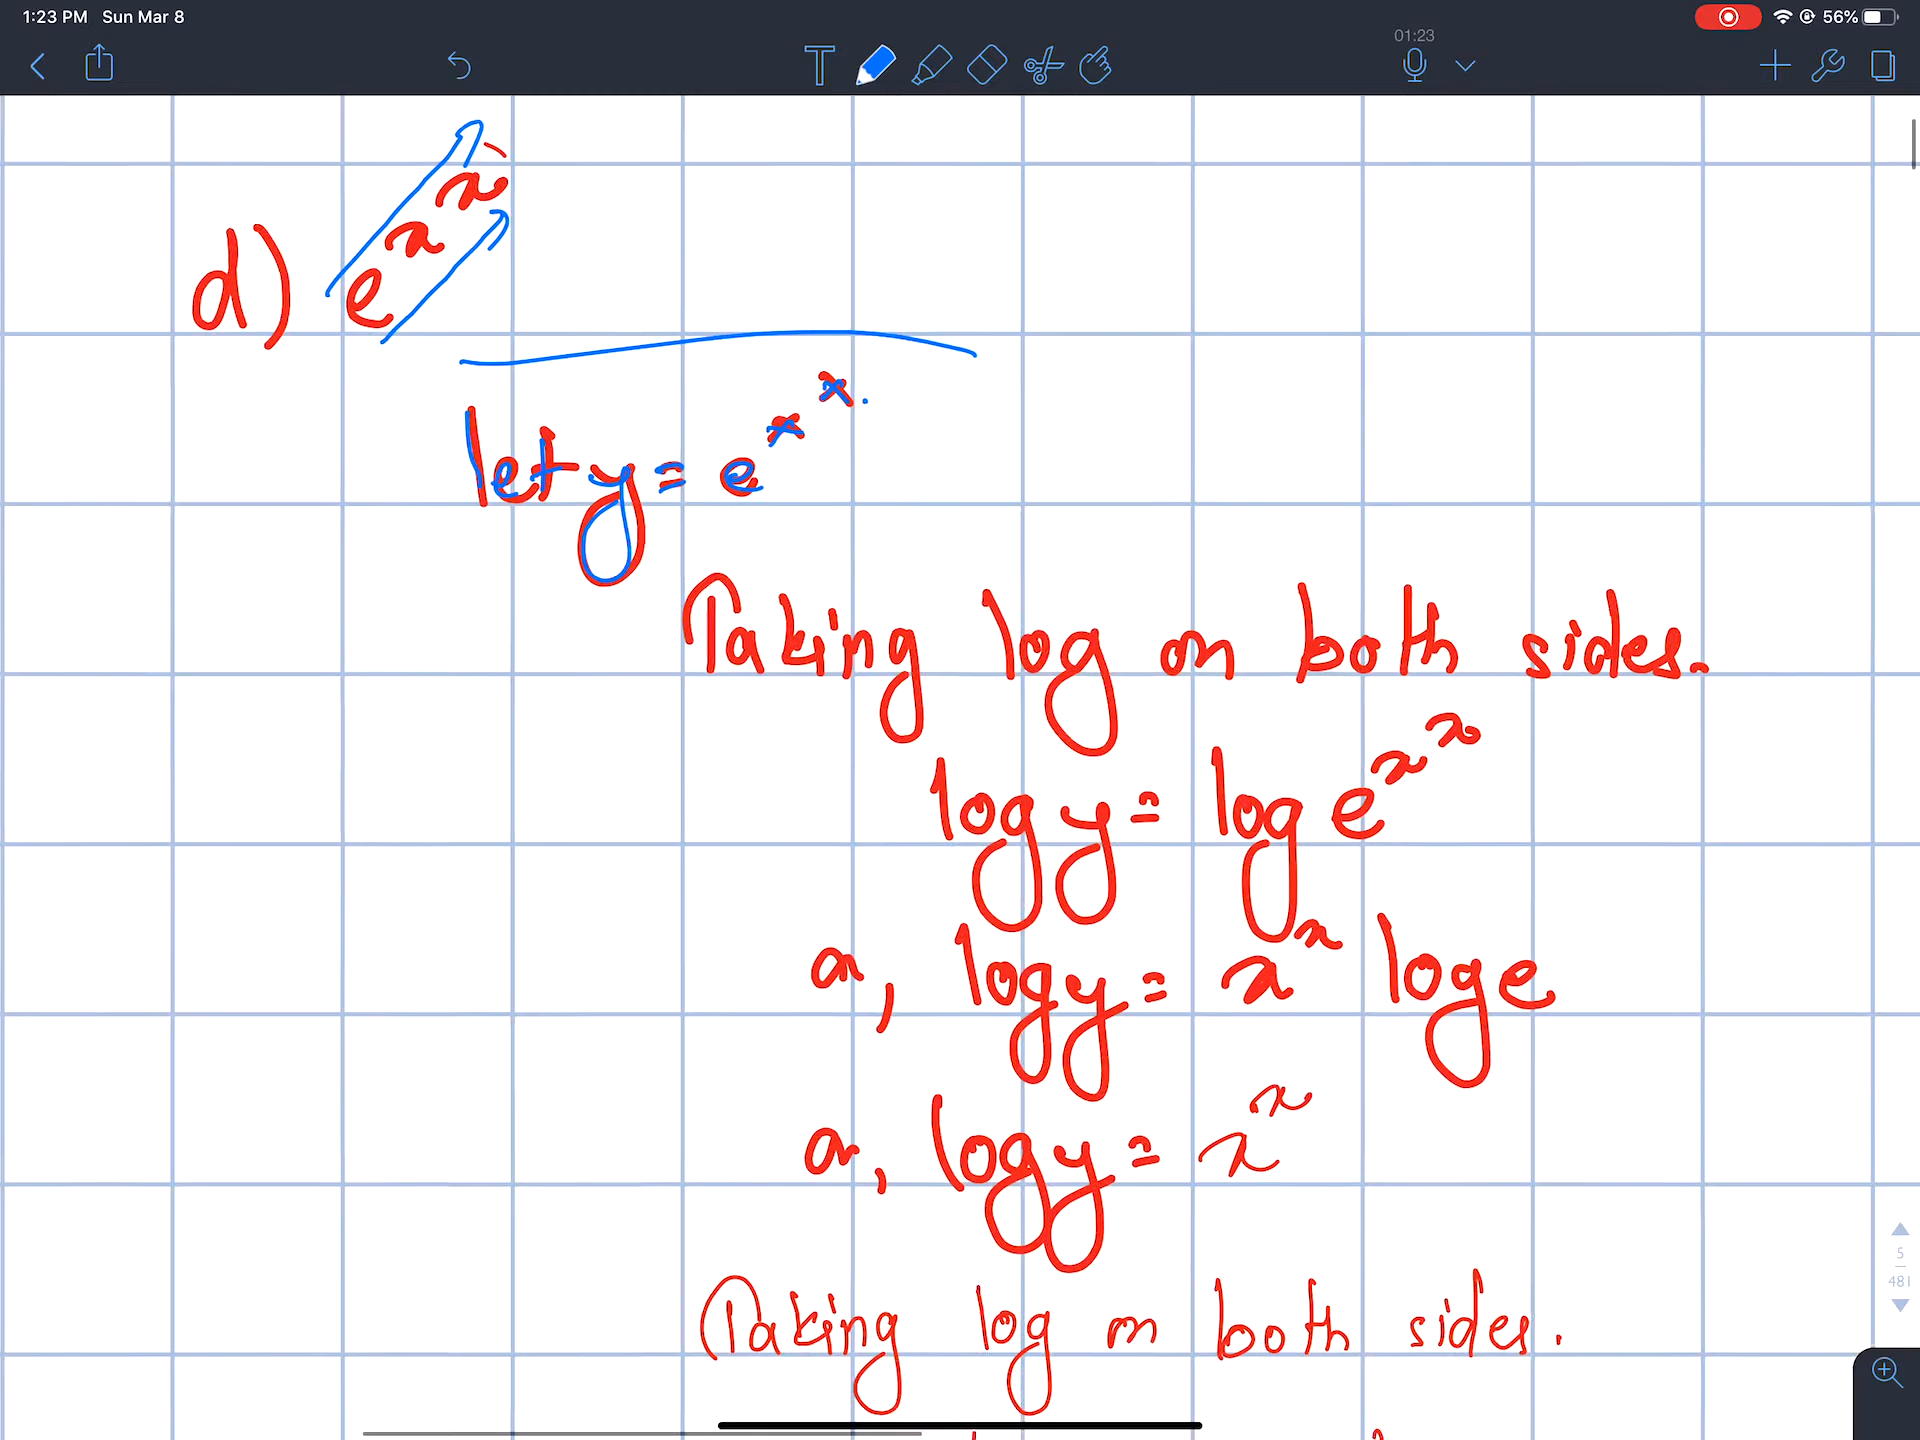 1:23 PM Sun Mar 8
56%
01:23
d) e^x^x
let y = e^x^x.
Taking log on both sides.
log y = log e^x^x
or, log y = x^x log e
or, log y = x^x
Taking log on both sides.
5
481